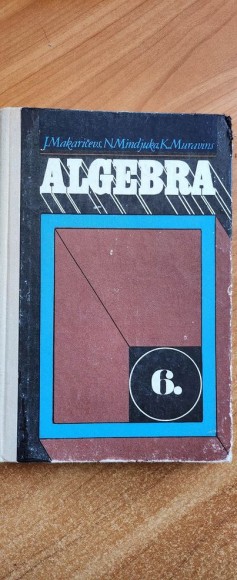 J.Makaričevs, N.Mindjuka, K.Muravins
ALGEBRA
6.